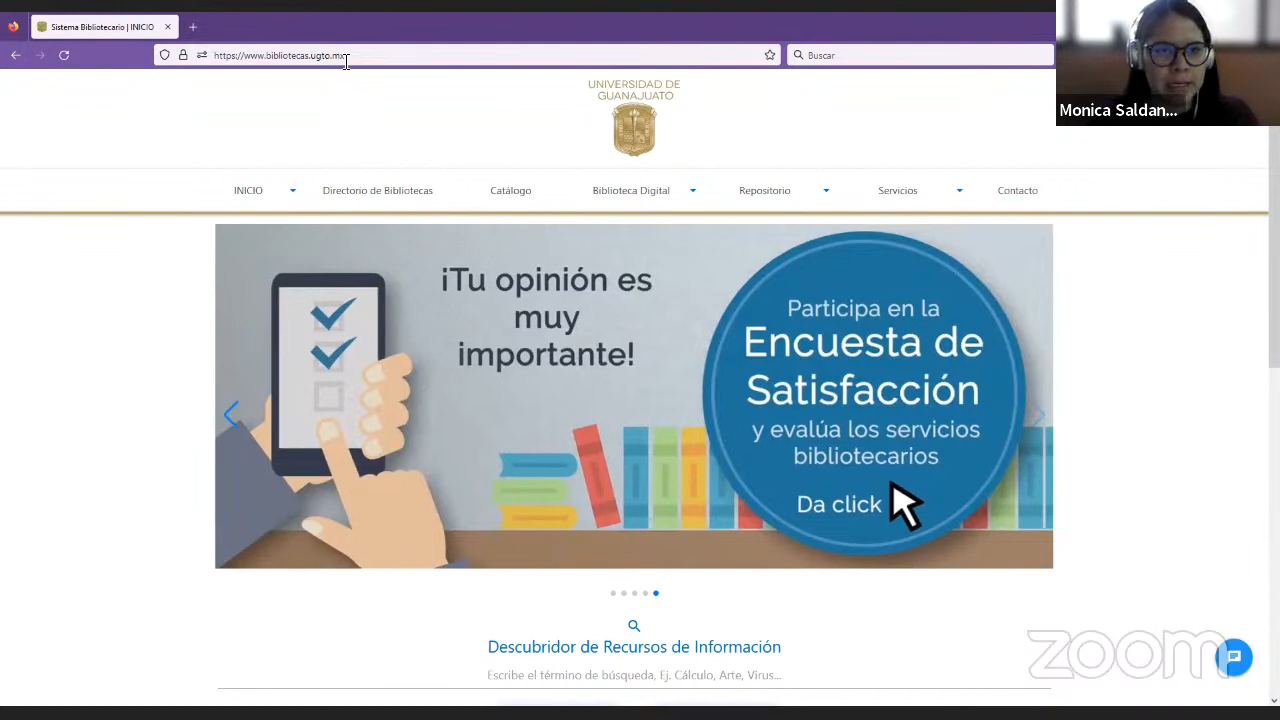 Sistema Bibliotecario | INICIO
https://www.bibliotecas.ugto.mx
Buscar
Monica Saldan...
UNIVERSIDAD DE
GUANAJUATO
INICIO
Directorio de Bibliotecas
Catálogo
Biblioteca Digital
Repositorio
Servicios
Contacto
¡Tu opinión es
muy
importante!
Participa en la
Encuesta de
Satisfacción
y evalúa los servicios
bibliotecarios
Da click
Descubridor de Recursos de Información
Escribe el término de búsqueda, Ej. Cálculo, Arte, Virus...
zoom